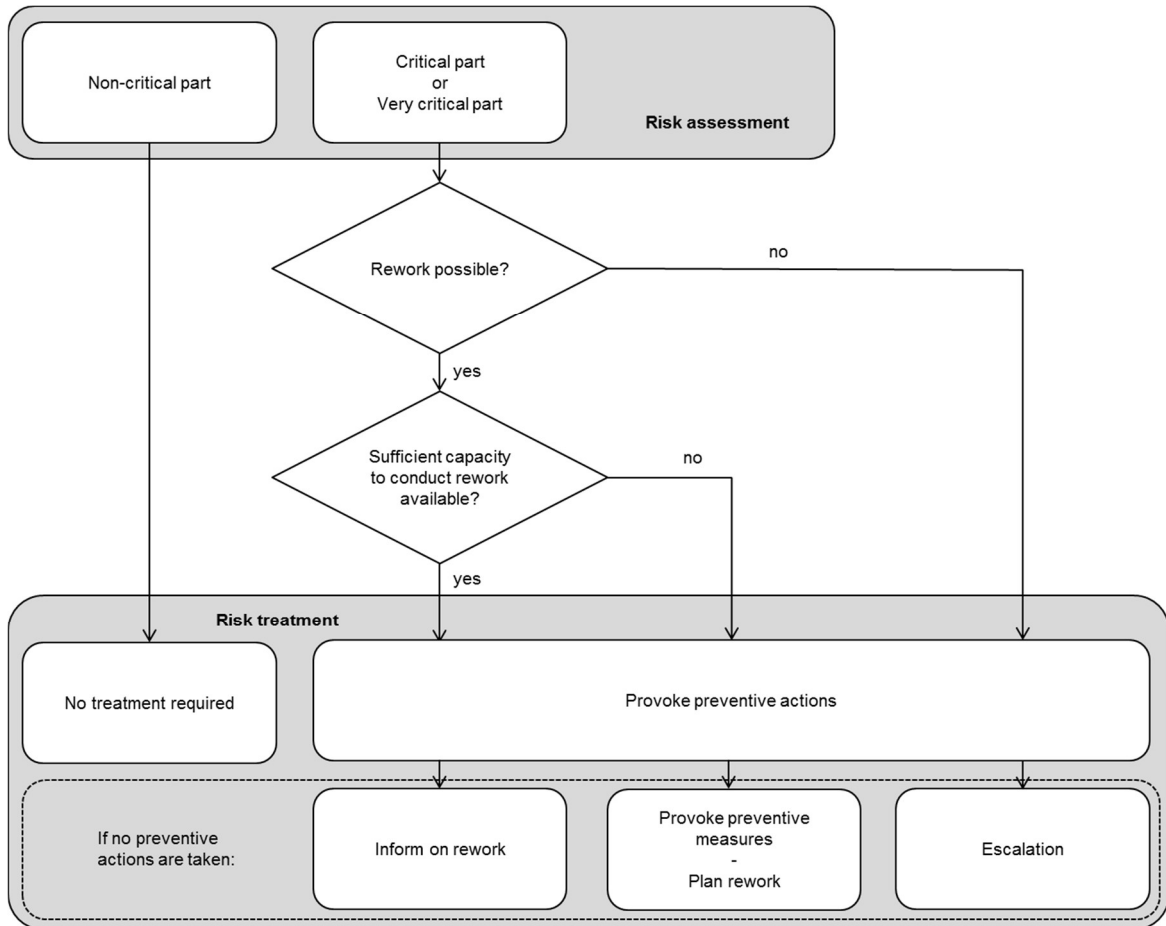 Non-critical part
Critical part
or
Very critical part
Risk assessment
Rework possible?
no
yes
Sufficient capacity
to conduct rework
available?
no
yes
Risk treatment
No treatment required
Provoke preventive actions
If no preventive
actions are taken:
Inform on rework
Provoke preventive
measures
-
Plan rework
Escalation